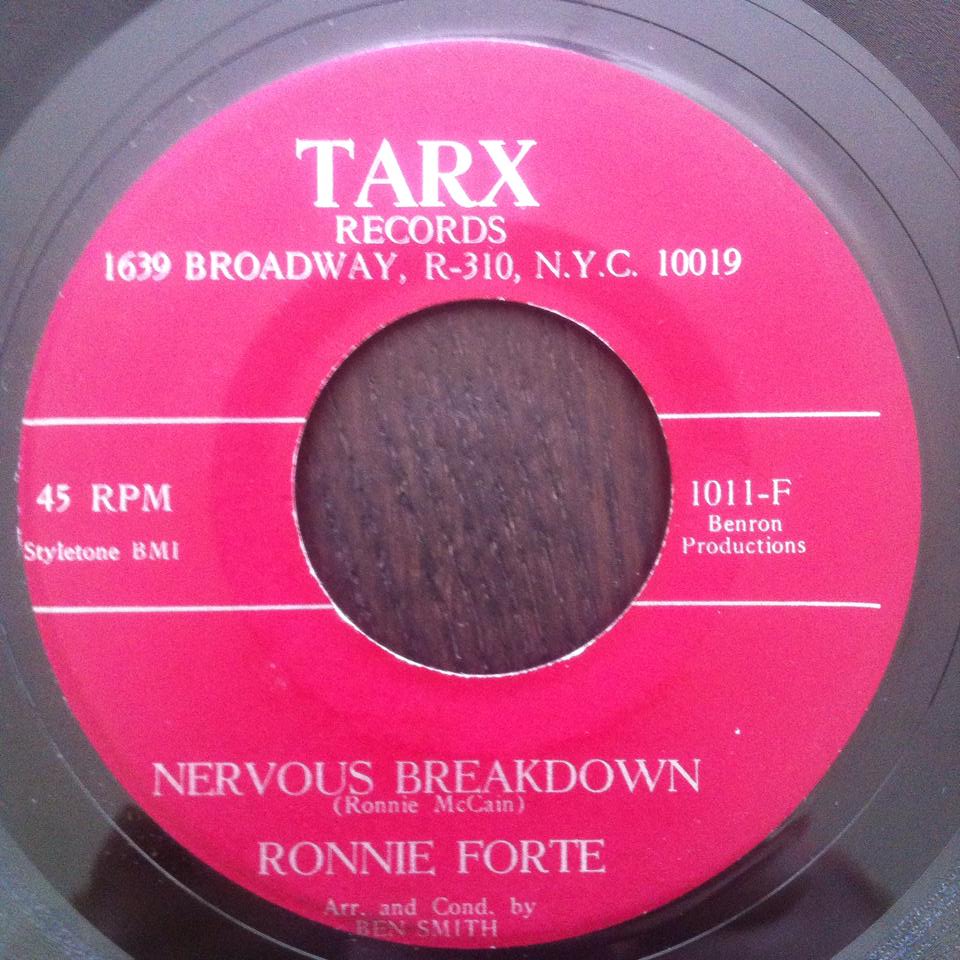 TARX
RECORDS
1639 BROADWAY, R-310, N.Y.C. 10019
45 RPM
Styletone BMI
1011-F
Benron
Productions
NERVOUS BREAKDOWN
(Ronnie McCain)
RONNIE FORTE
Arr. and Cond. by
BEN SMITH